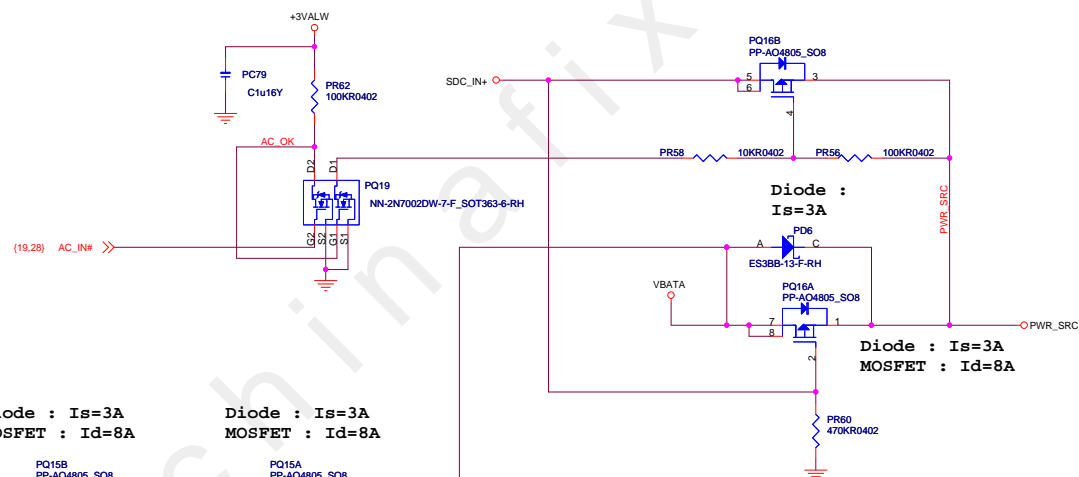 +3VALW
PQ16B
PP-AO4805_SO8
SDC_IN+
5
6
3
4
PC79
C1u16Y
PR62
100KR0402
AC_OK
PR58
10KR0402
PR56
100KR0402
D2
D1
PQ19
NN-2N7002DW-7-F_SOT363-6-RH
G2
S2
G1
S1
{19,28}
AC_IN#
Diode :
Is=3A
PWR_SRC
PD6
A
C
ES3BB-13-F-RH
VBATA
PQ16A
PP-AO4805_SO8
7
8
1
2
PWR_SRC
Diode : Is=3A
MOSFET : Id=8A
iode : Is=3A
OSFET : Id=8A
Diode : Is=3A
MOSFET : Id=8A
PR60
470KR0402
PQ15B
PP-AO4805_SO8
PQ15A
PP-AO4805_SO8
chinafix